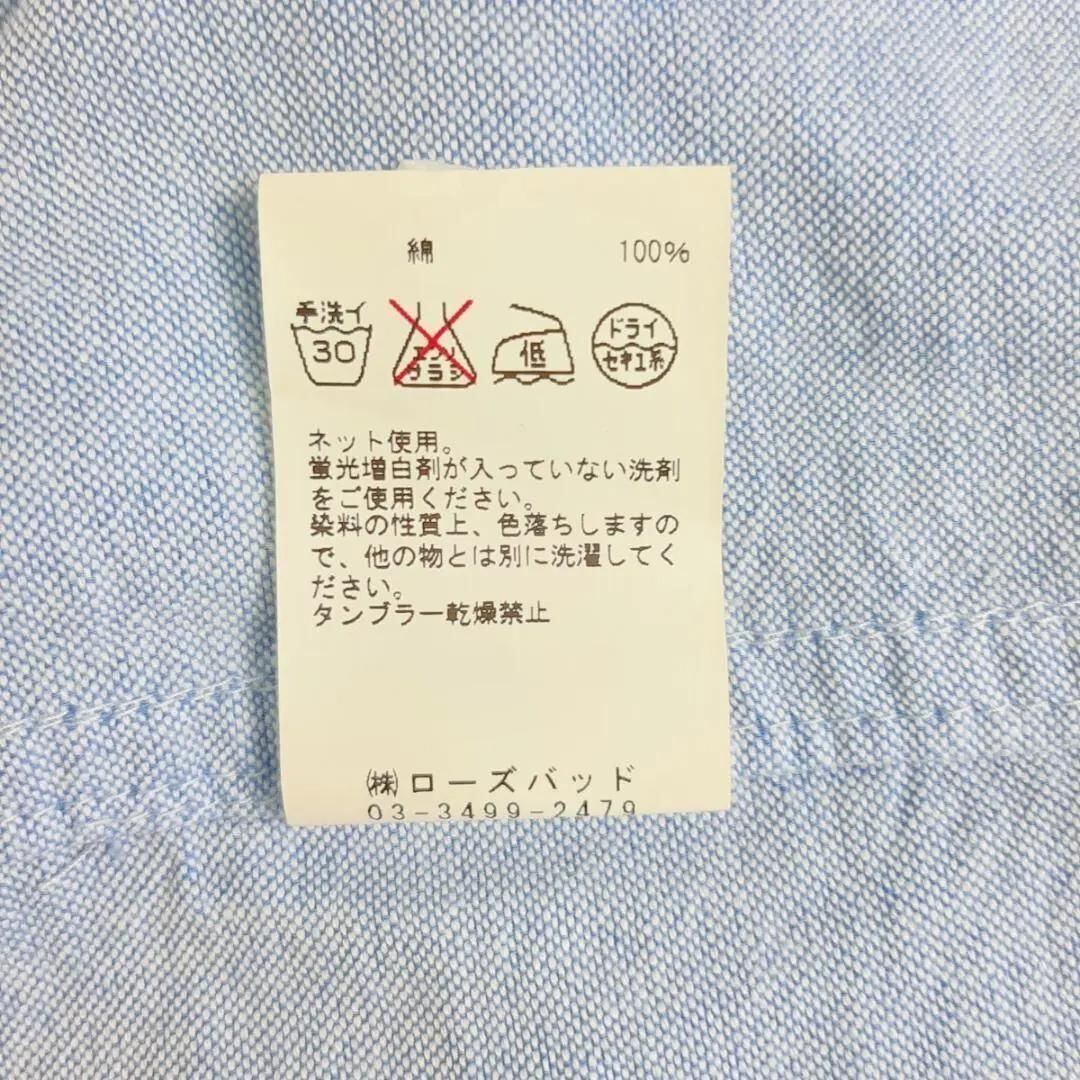 綿 100%
手洗イ
30
エンソ
サラシ
低
ドライ
セキユ系
ネット使用。
蛍光増白剤が入っていない洗剤
をご使用ください。
染料の性質上、色落ちしますの
で、他の物とは別に洗濯してく
ださい。
タンブラー乾燥禁止
㈱ローズバッド
03-3499-2479